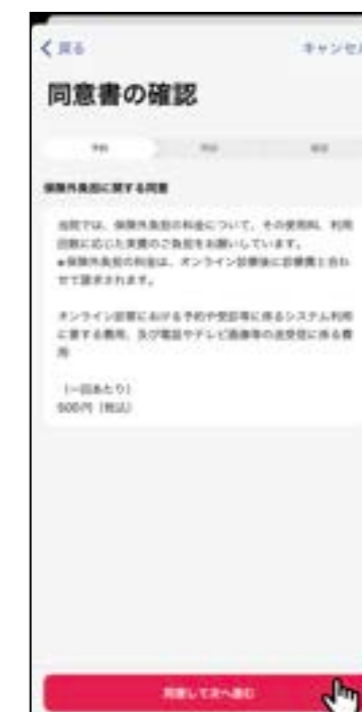 戻る キャンセル
同意書の確認
保険外負担に関する同意
当院では、保険外負担の料金について、その使用料、利用
回数に応じた実費のご負担をお願いしています。
※保険外負担の料金は、オンライン診療後に診療費と合わ
せて請求されます。
オンライン診療における予約や受診等に係るシステム利用
に要する費用、及び電話やテレビ画像等の送受信に係る費
用
(一回あたり)
500円(税込)
同意して次へ進む